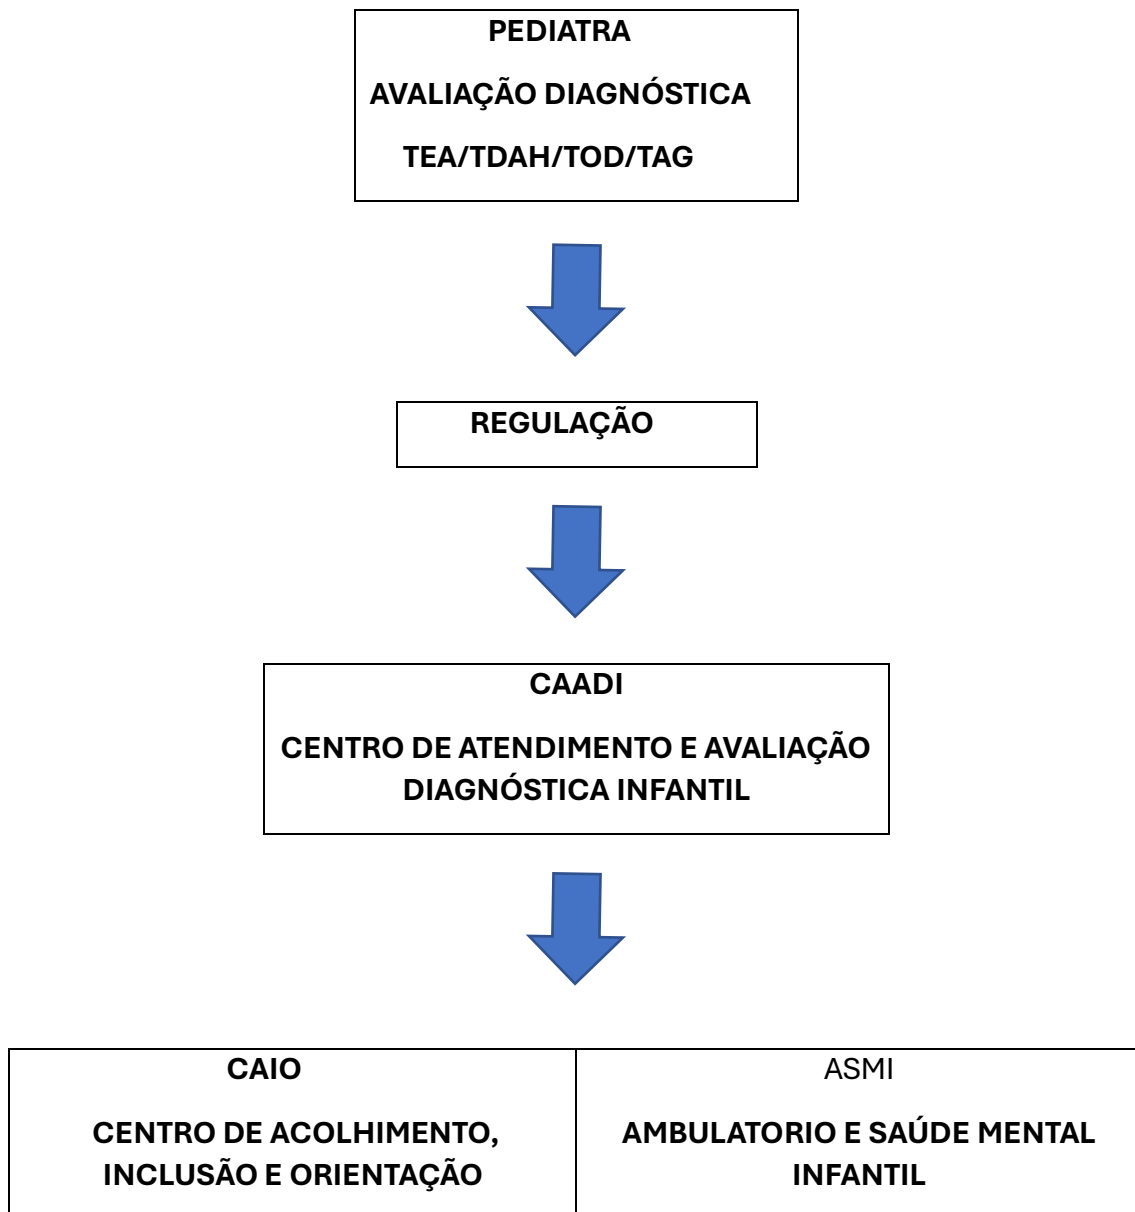 PEDIATRA
AVALIAÇÃO DIAGNÓSTICA
TEA/TDAH/TOD/TAG
REGULAÇÃO
CAADI
CENTRO DE ATENDIMENTO E AVALIAÇÃO
DIAGNÓSTICA INFANTIL
CAIO
CENTRO DE ACOLHIMENTO,
INCLUSÃO E ORIENTAÇÃO
ASMI
AMBULATORIO E SAÚDE MENTAL
INFANTIL